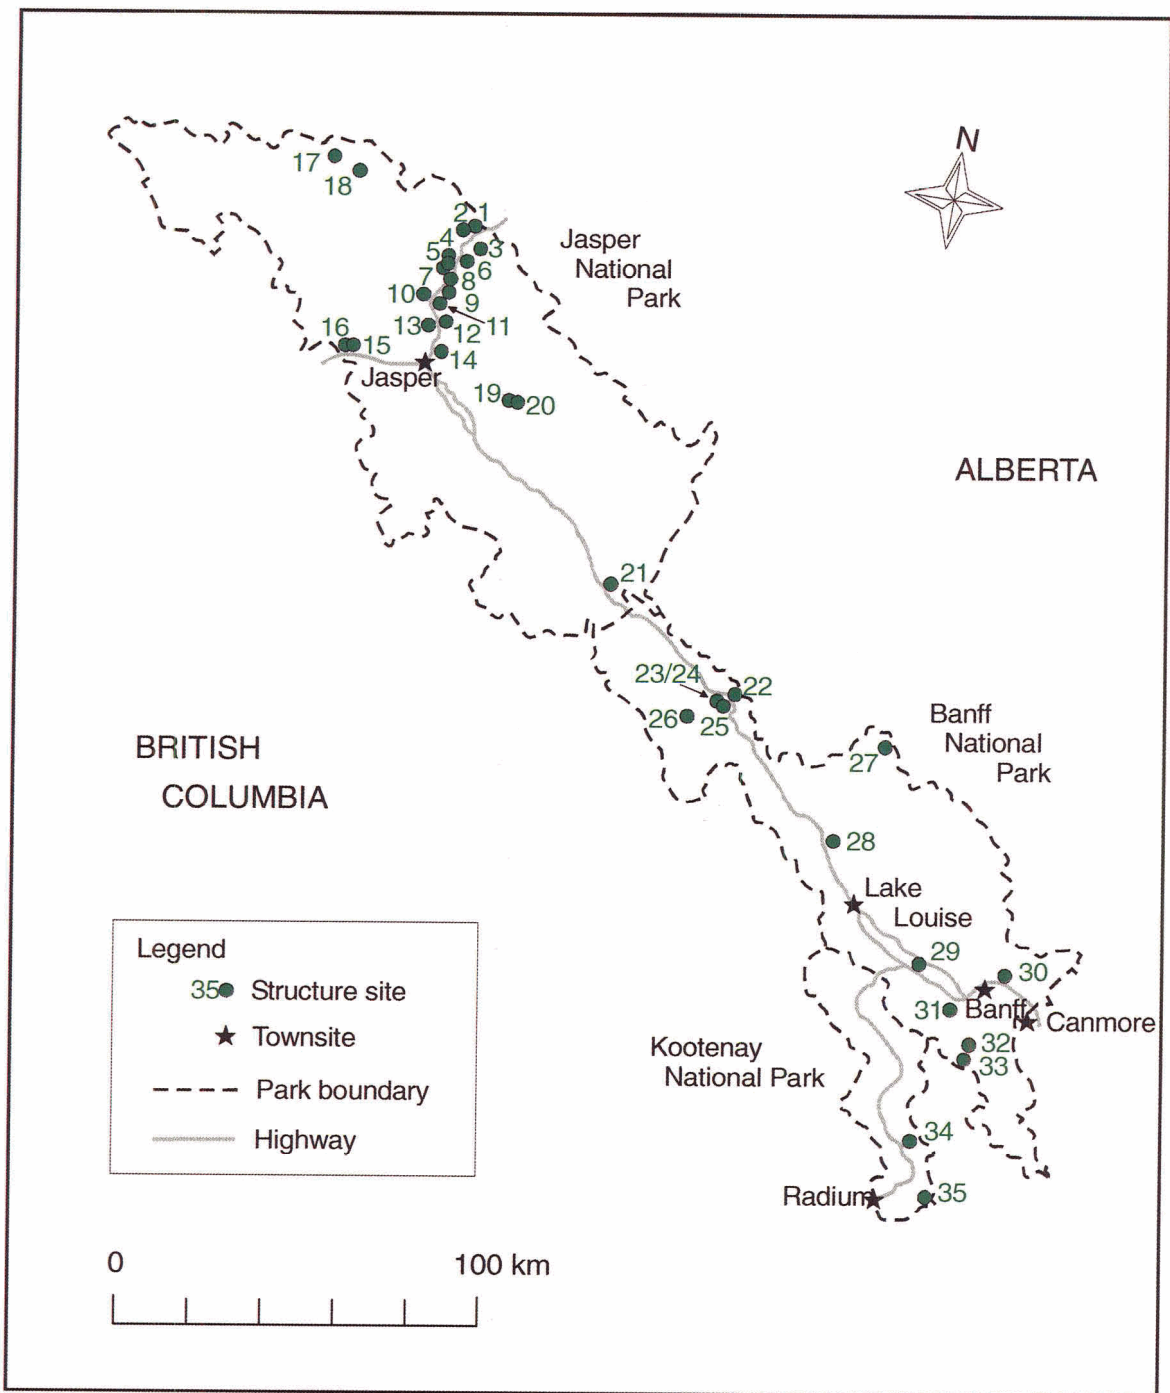 N
17
18
2 1
4
5
3
6
7
8
10
9
13
12
11
16
15
14
Jasper
19
20
Jasper
National
Park
ALBERTA
21
23/24
22
26
25
Banff
National
Park
27
BRITISH
COLUMBIA
28
Lake
Louise
29
30
31
Banff
Canmore
32
33
Kootenay
National Park
34
Radium
35
Legend
35 Structure site
Townsite
Park boundary
Highway
0 100 km